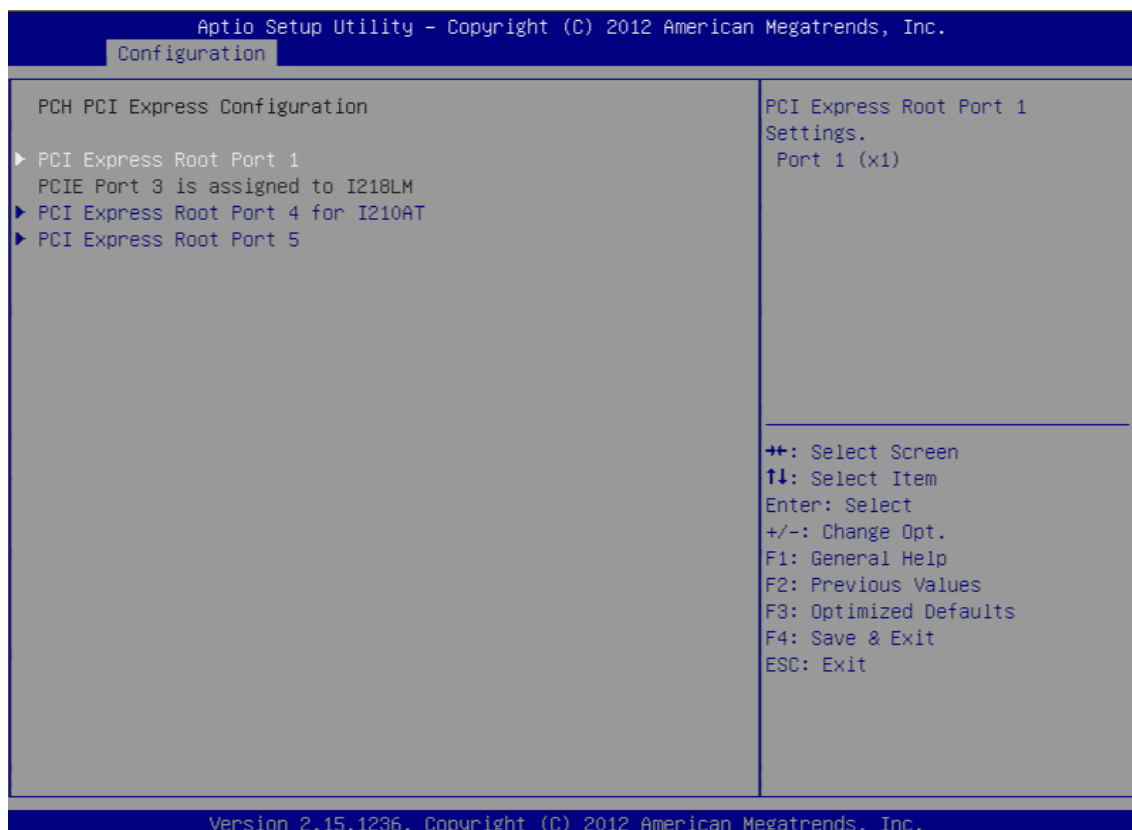 Aptio Setup Utility – Copyright (C) 2012 American Megatrends, Inc.
Configuration
PCH PCI Express Configuration
▶ PCI Express Root Port 1
PCIE Port 3 is assigned to I218LM
▶ PCI Express Root Port 4 for I210AT
▶ PCI Express Root Port 5
PCI Express Root Port 1
Settings.
Port 1 (x1)
→←: Select Screen
↑↓: Select Item
Enter: Select
+/-: Change Opt.
F1: General Help
F2: Previous Values
F3: Optimized Defaults
F4: Save & Exit
ESC: Exit
Version 2.15.1236. Copyright (C) 2012 American Megatrends, Inc.